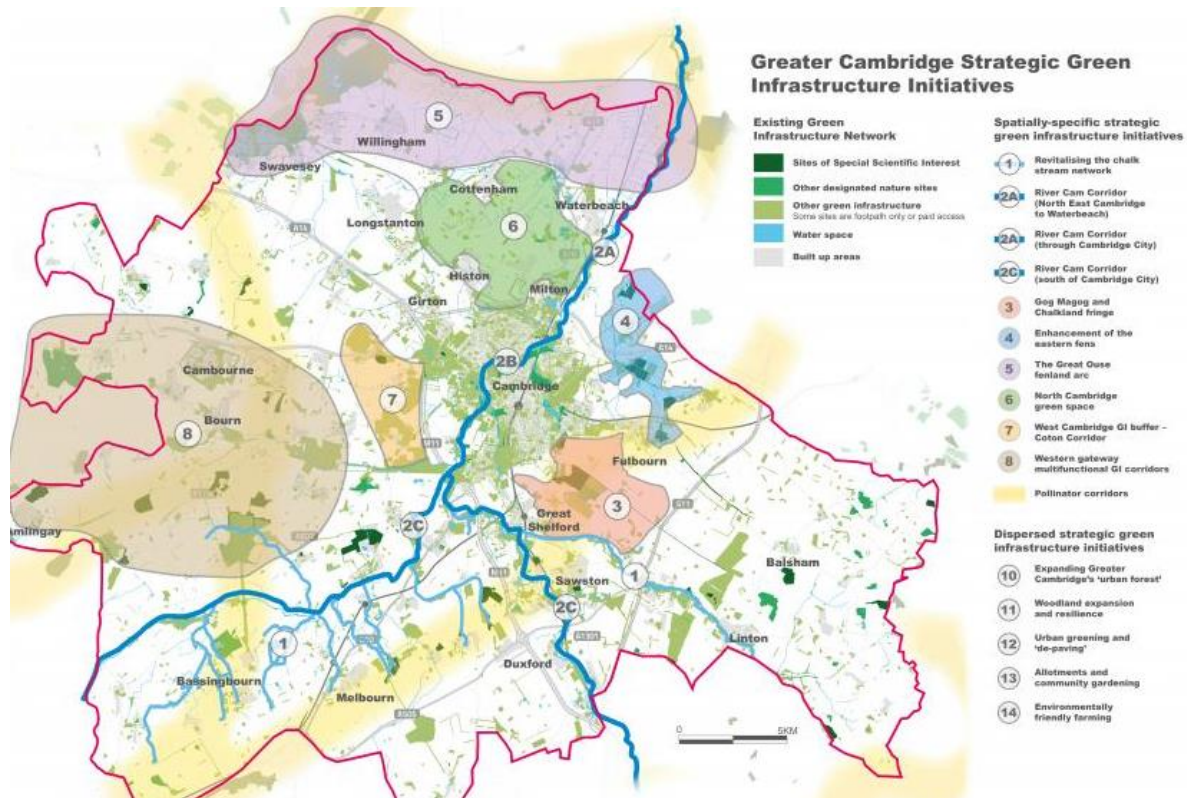 Greater Cambridge Strategic Green
Infrastructure Initiatives
Existing Green
Infrastructure Network
Sites of Special Scientific Interest
Other designated nature sites
Other green infrastructure
Some sites are footpath only or paid access
Water space
Built up areas
Spatially-specific strategic
green infrastructure initiatives
1 Revitalising the chalk
stream network
2A River Cam Corridor
(North East Cambridge
to Waterbeach)
2A River Cam Corridor
(through Cambridge City)
2C River Cam Corridor
(south of Cambridge City)
3 Gog Magog and
Chalkland fringe
4 Enhancement of the
eastern fens
5 The Great Ouse
fenland arc
6 North Cambridge
green space
7 West Cambridge GI buffer –
Coton Corridor
8 Western gateway
multifunctional GI corridors
Pollinator corridors
Dispersed strategic green
infrastructure initiatives
10 Expanding Greater
Cambridge's 'urban forest'
11 Woodland expansion
and resilience
12 Urban greening and
'de-paving'
13 Allotments and
community gardening
14 Environmentally
friendly farming
5
Willingham
Swavesey
Cottenham
Waterbeach
Longstanton
6
A14
2A
Histon
Milton
Girton
4
A14
2B
Cambourne
Cambridge
7
Bourn
8
M11
Fulbourn
3
A11
Great
Shelford
2C
mlingay
Balsham
M11
Sawston
1
2C
A1301
Linton
1
Duxford
Bassingbourn
Melbourn
A505
0 5KM